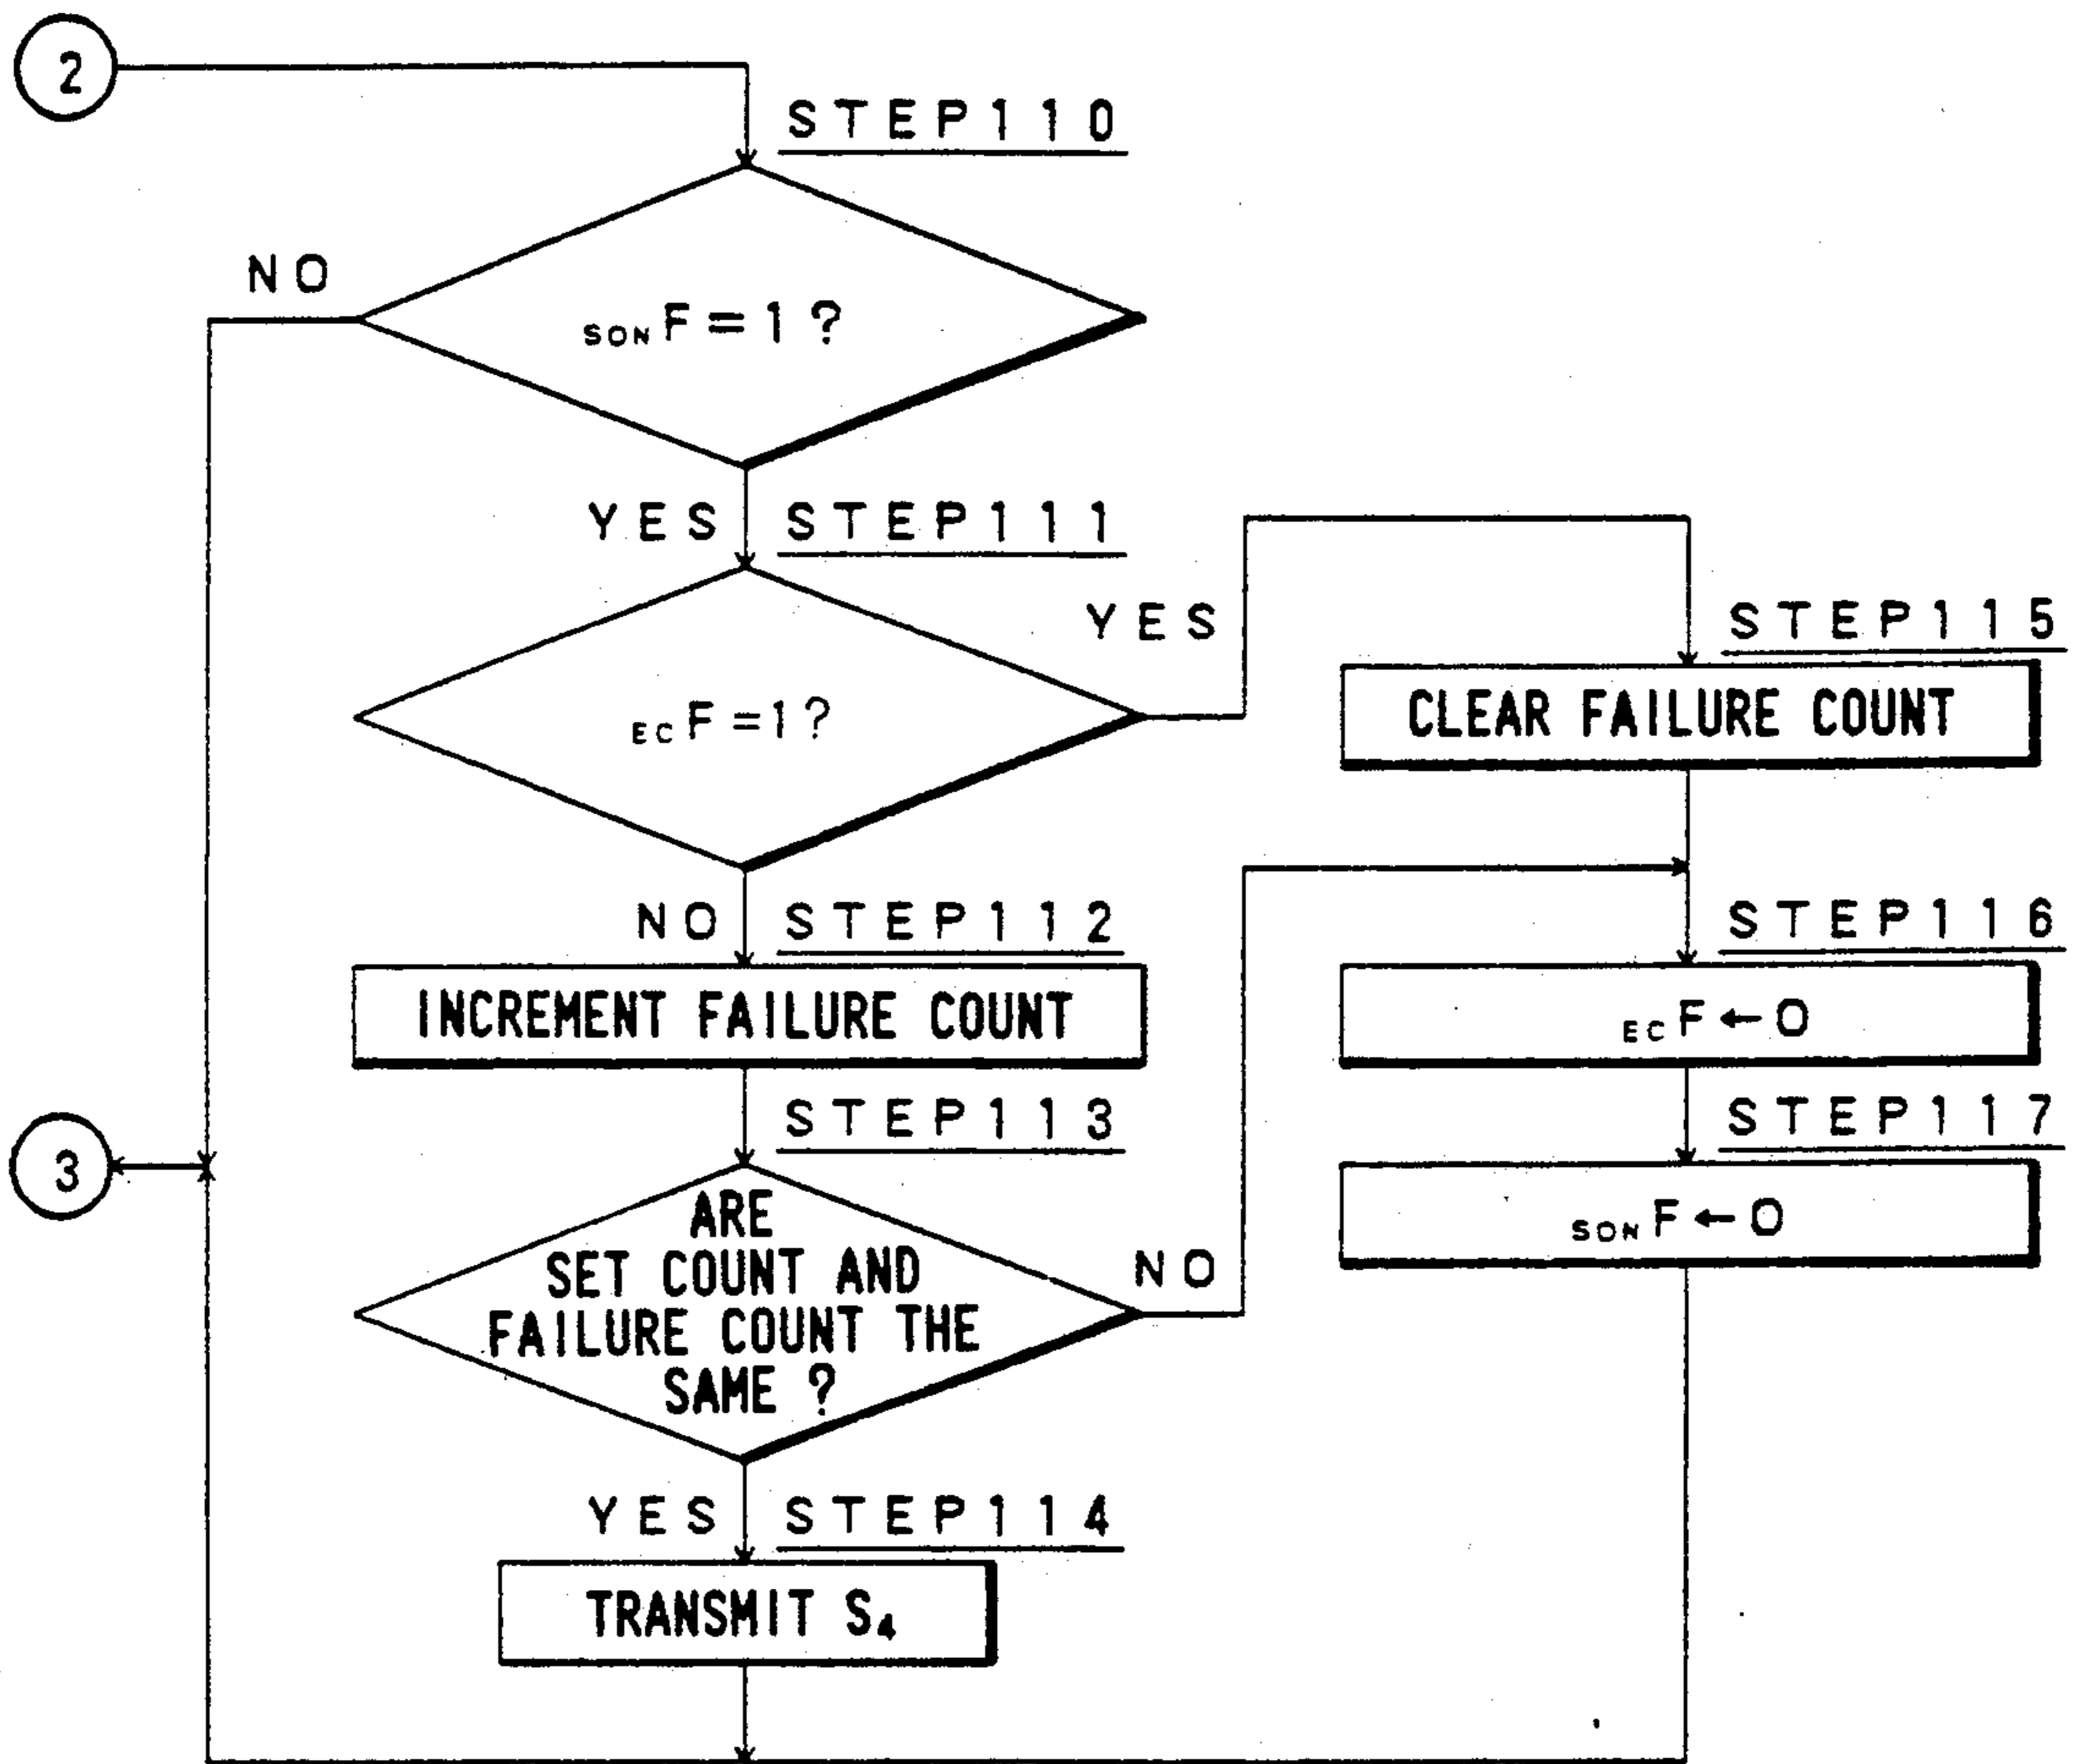 2
STEP110
NO
SONF=1?
YES
STEP111
ECF=1?
YES
STEP115
CLEAR FAILURE COUNT
NO
STEP112
INCREMENT FAILURE COUNT
STEP116
ECF←0
STEP113
3
ARE
SET COUNT AND
FAILURE COUNT THE
SAME ?
NO
STEP117
SONF←0
YES
STEP114
TRANSMIT S4